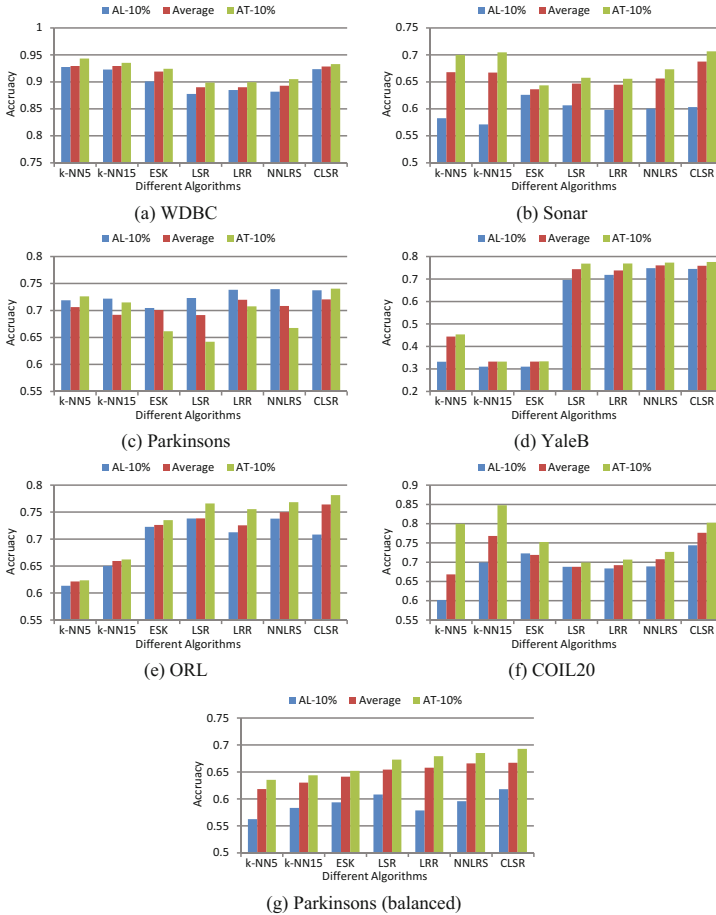 AL-10% Average AT-10%
1
0.95
0.9
0.85
0.8
0.75
Accruacy
k-NN5 k-NN15 ESK LSR LRR NNLRS CLSR
Different Algorithms
(a) WDBC
AL-10% Average AT-10%
0.75
0.7
0.65
0.6
0.55
0.5
Accruacy
k-NN5 k-NN15 ESK LSR LRR NNLRS CLSR
Different Algorithms
(b) Sonar
AL-10% Average AT-10%
0.8
0.75
0.7
0.65
0.6
0.55
Accruacy
k-NN5 k-NN15 ESK LSR LRR NNLRS CLSR
Different Algorithms
(c) Parkinsons
AL-10% Average AT-10%
0.8
0.7
0.6
0.5
0.4
0.3
0.2
Accruacy
k-NN5 k-NN15 ESK LSR LRR NNLRS CLSR
Different Algorithms
(d) YaleB
AL-10% Average AT-10%
0.8
0.75
0.7
0.65
0.6
0.55
Accruacy
k-NN5 k-NN15 ESK LSR LRR NNLRS CLSR
Different Algorithms
(e) ORL
AL-10% Average AT-10%
0.9
0.85
0.8
0.75
0.7
0.65
0.6
0.55
Accruacy
k-NN5 k-NN15 ESK LSR LRR NNLRS CLSR
Different Algorithms
(f) COIL20
AL-10% Average AT-10%
0.75
0.7
0.65
0.6
0.55
0.5
Accruacy
k-NN5 k-NN15 ESK LSR LRR NNLRS CLSR
Different Algorithms
(g) Parkinsons (balanced)